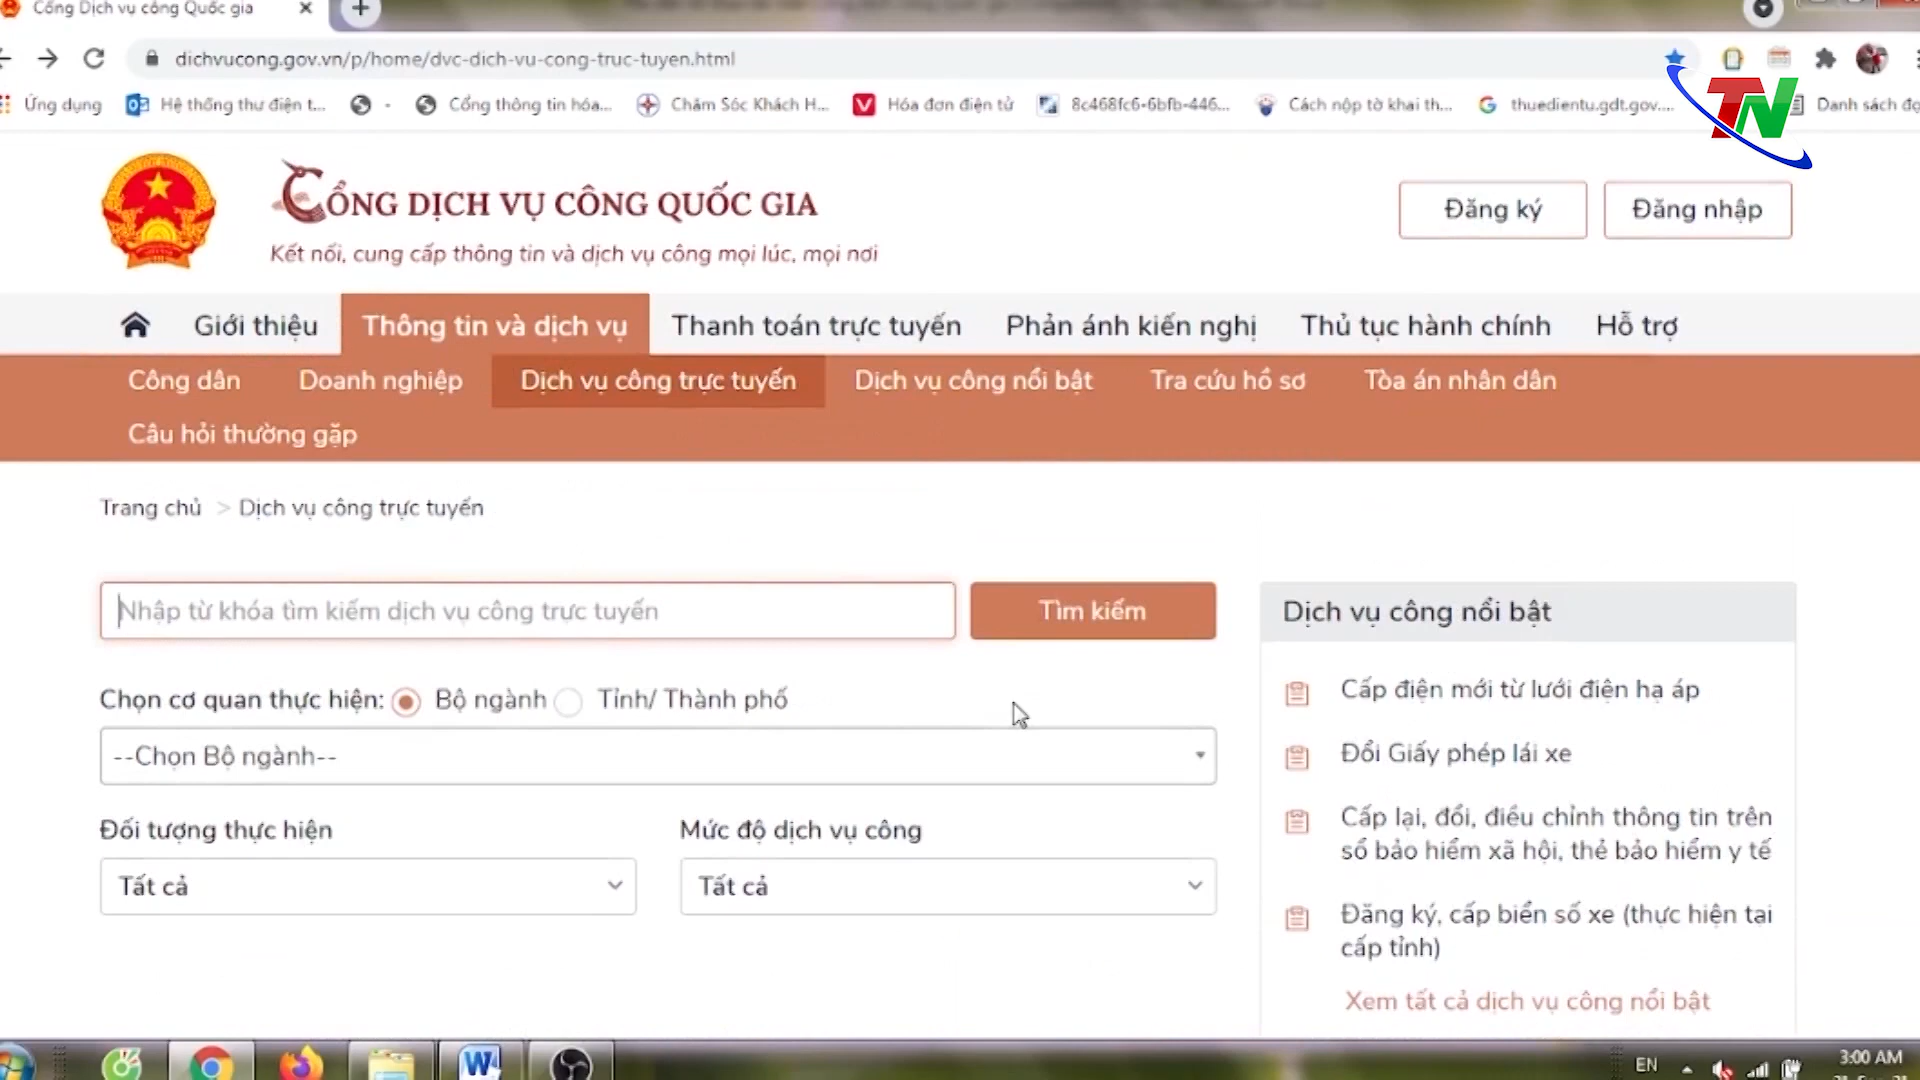 Cổng Dịch vụ công Quốc gia
dichvucong.gov.vn/p/home/dvc-dich-vu-cong-truc-tuyen.html
Ứng dụng Hệ thống thư điện t... - Cổng thông tin hóa... Chăm Sóc Khách H... Hóa đơn điện tử 8c468fc6-6bfb-446... Cách nộp tờ khai th... thuedientu.gdt.gov.... Danh sách
TN
CỔNG DỊCH VỤ CÔNG QUỐC GIA
Kết nối, cung cấp thông tin và dịch vụ công mọi lúc, mọi nơi
Đăng ký Đăng nhập
Giới thiệu Thông tin và dịch vụ Thanh toán trực tuyến Phản ánh kiến nghị Thủ tục hành chính Hỗ trợ
Công dân Doanh nghiệp Dịch vụ công trực tuyến Dịch vụ công nổi bật Tra cứu hồ sơ Tòa án nhân dân
Câu hỏi thường gặp
Trang chủ > Dịch vụ công trực tuyến
Nhập từ khóa tìm kiếm dịch vụ công trực tuyến Tìm kiếm
Chọn cơ quan thực hiện: Bộ ngành Tỉnh/ Thành phố
--Chọn Bộ ngành--
Đối tượng thực hiện Mức độ dịch vụ công
Tất cả Tất cả
Dịch vụ công nổi bật
Cấp điện mới từ lưới điện hạ áp
Đổi Giấy phép lái xe
Cấp lại, đổi, điều chỉnh thông tin trên
sổ bảo hiểm xã hội, thẻ bảo hiểm y tế
Đăng ký, cấp biển số xe (thực hiện tại
cấp tỉnh)
Xem tất cả dịch vụ công nổi bật
EN 3:00 AM